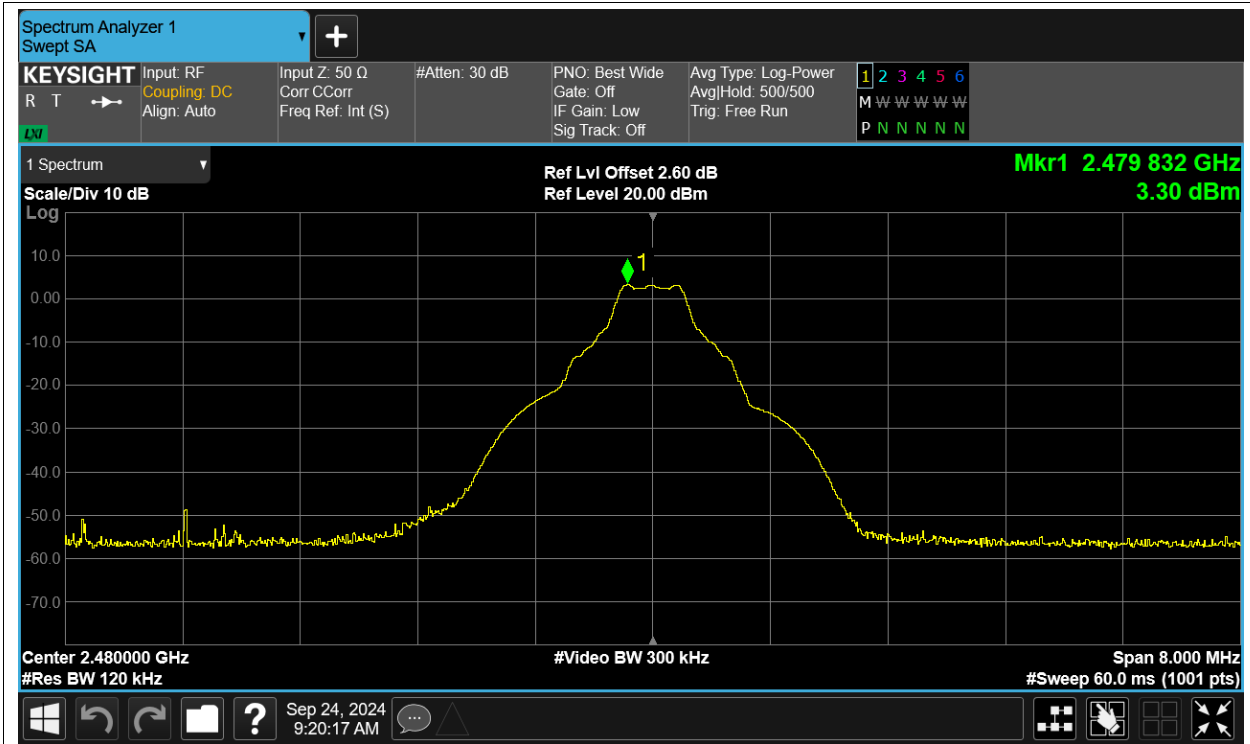 Spectrum Analyzer 1
Swept SA
KEYSIGHT
R T
LXI
Input: RF
Coupling: DC
Align: Auto
Input Z: 50 Ω
Corr CCorr
Freq Ref: Int (S)
#Atten: 30 dB
PNO: Best Wide
Gate: Off
IF Gain: Low
Sig Track: Off
Avg Type: Log-Power
Avg|Hold: 500/500
Trig: Free Run
1 2 3 4 5 6
M W W W W W
P N N N N N
1 Spectrum
Scale/Div 10 dB
Log
Ref Lvl Offset 2.60 dB
Ref Level 20.00 dBm
Mkr1 2.479 832 GHz
3.30 dBm
1
10.0
0.00
-10.0
-20.0
-30.0
-40.0
-50.0
-60.0
-70.0
Center 2.480000 GHz
#Res BW 120 kHz
#Video BW 300 kHz
Span 8.000 MHz
#Sweep 60.0 ms (1001 pts)
?
Sep 24, 2024
9:20:17 AM